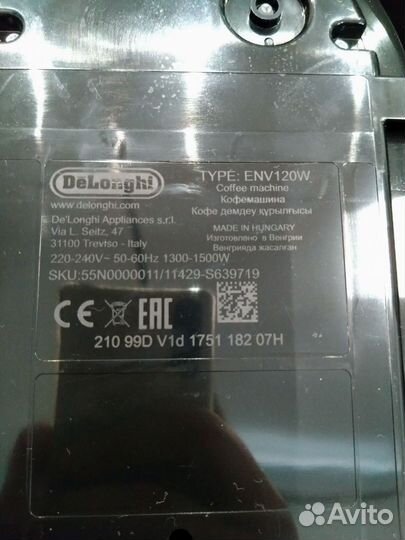 DeLonghi
www.delonghi.com
De'Longhi Appliances s.r.l.
Via L. Seitz, 47
31100 Treviso - Italy
220-240V~ 50-60Hz 1300-1500W
SKU:55N0000011/11429-S639719
TYPE: ENV120W
Coffee machine
Кофемашина
Кофе демдеу құрылғысы
MADE IN HUNGARY
Изготовлено в Венгрии
Венгрияда жасалған
CE
EAC
210 99D V1d 1751 182 07H
Avito